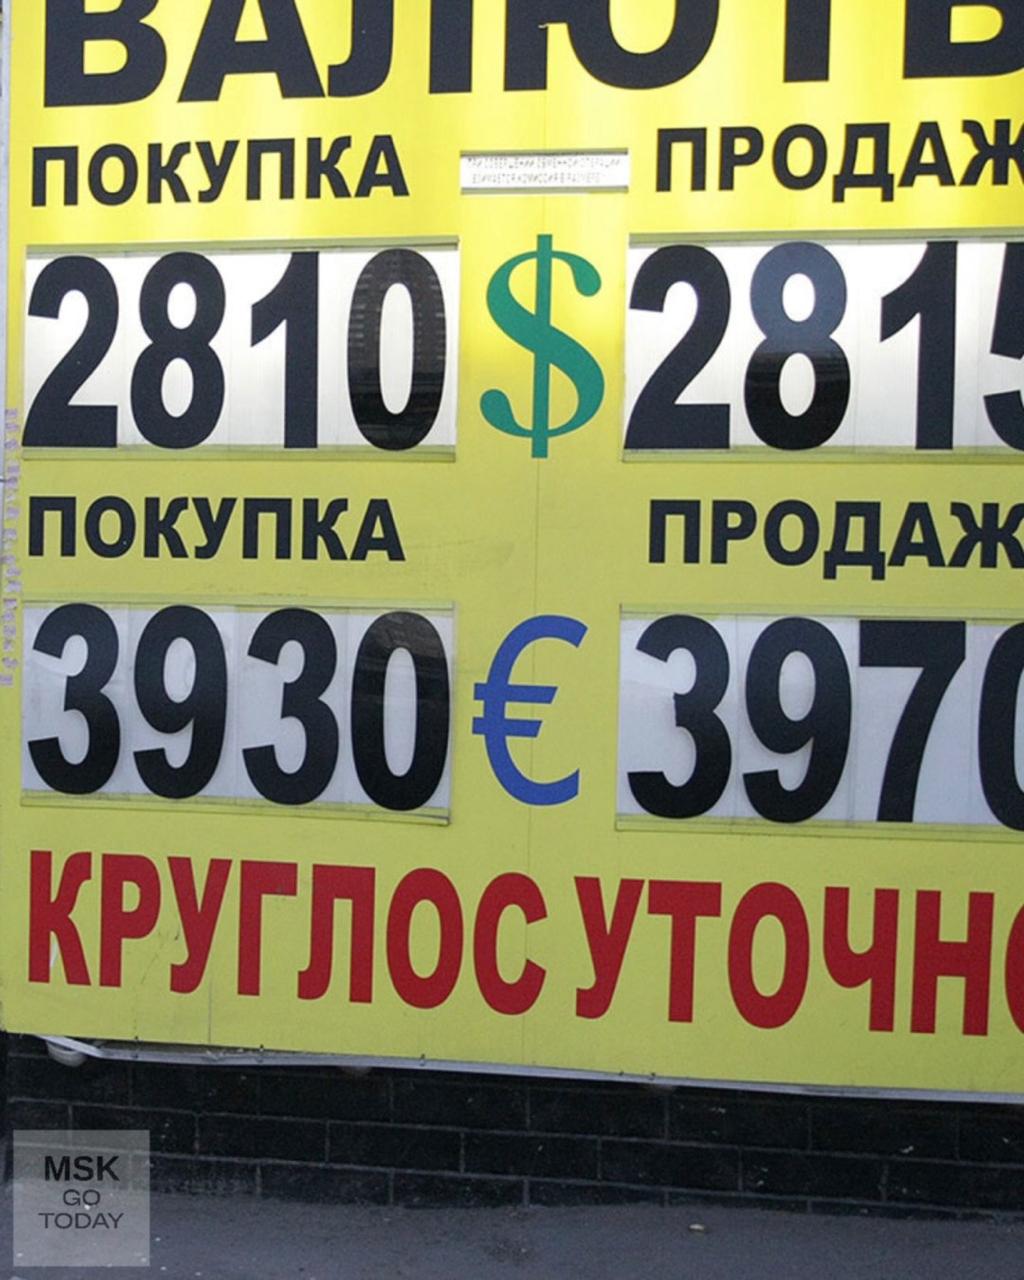 ВАЛЮТЫ
ПОКУПКА ПРОДАЖ
2810 $ 2815
ПОКУПКА ПРОДАЖ
3930 € 3970
КРУГЛОСУТОЧНО
MSK
GO
TODAY